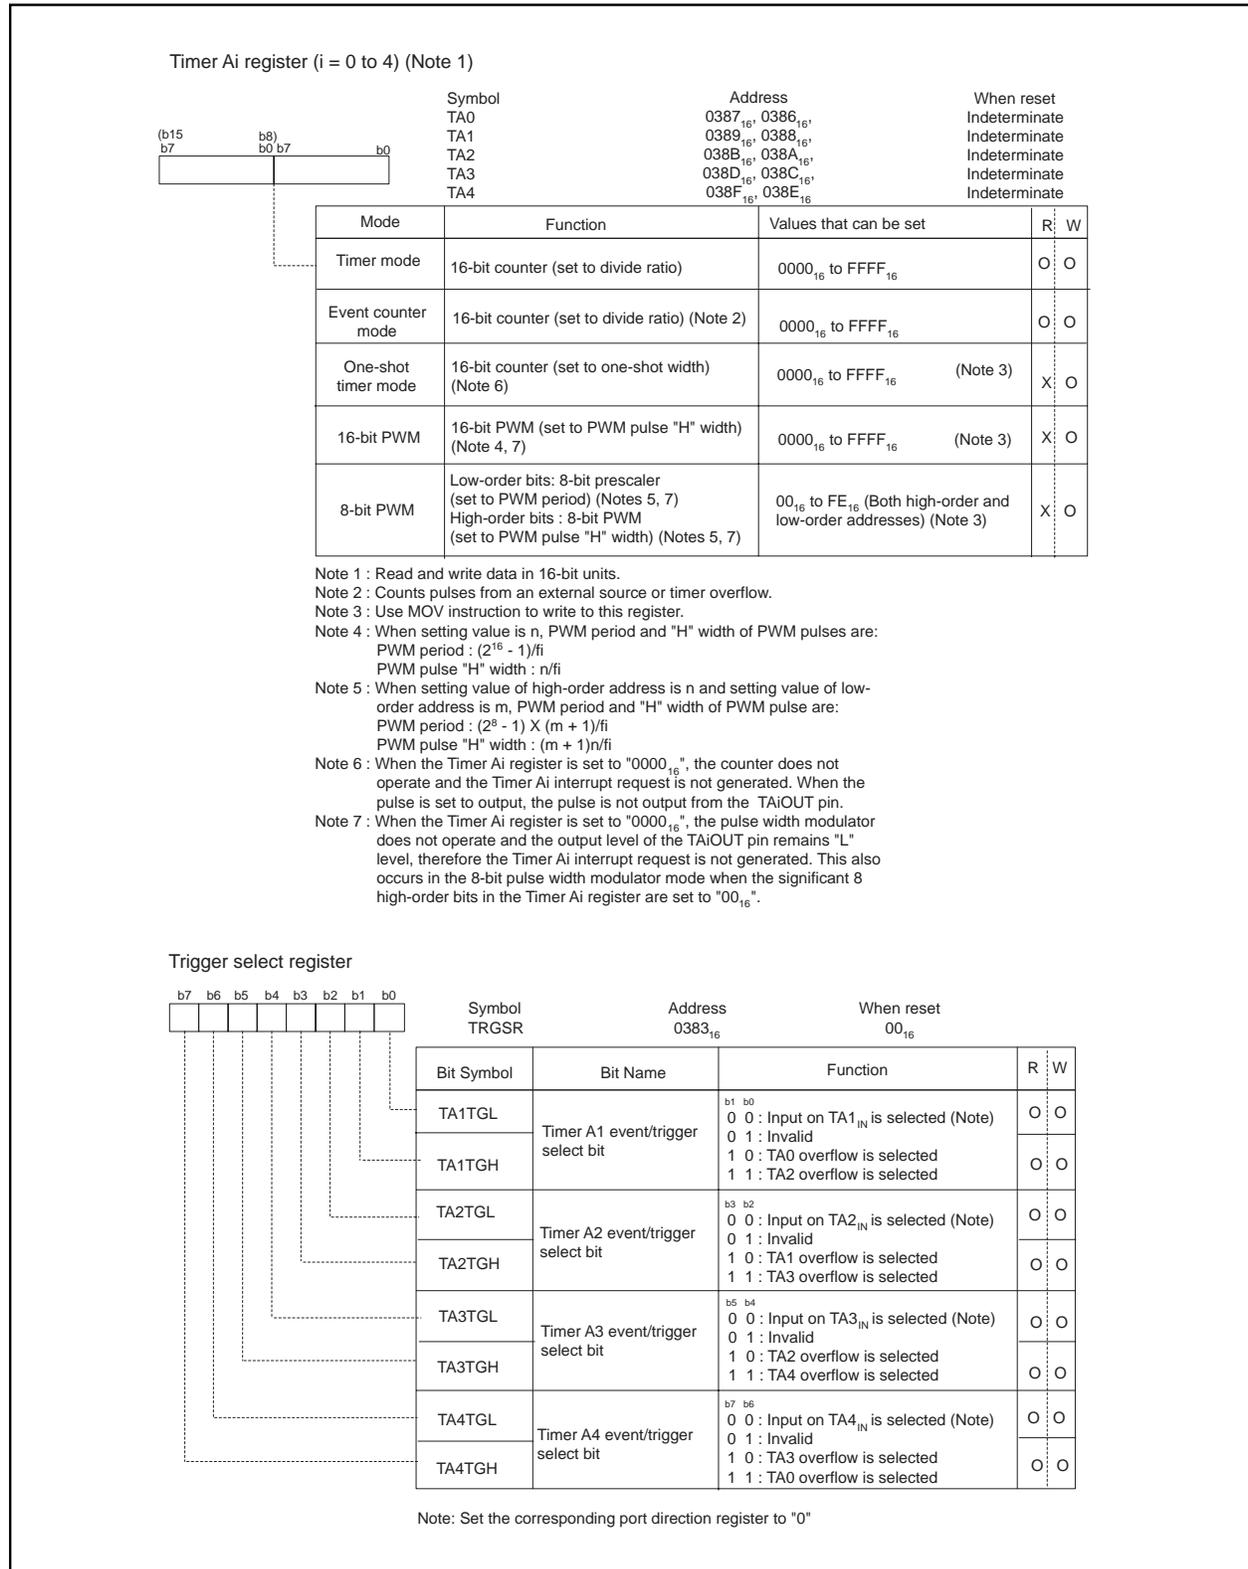 Timer Ai register (i = 0 to 4) (Note 1)
Symbol Address When reset
TA0 0387₁₆, 0386₁₆, Indeterminate
TA1 0389₁₆, 0388₁₆, Indeterminate
TA2 038B₁₆, 038A₁₆, Indeterminate
TA3 038D₁₆, 038C₁₆, Indeterminate
TA4 038F₁₆, 038E₁₆ Indeterminate
(b15 b8)
b7 b0 b7 b0
Mode Function Values that can be set R W
Timer mode 16-bit counter (set to divide ratio) 0000₁₆ to FFFF₁₆ O O
Event counter
mode
16-bit counter (set to divide ratio) (Note 2) 0000₁₆ to FFFF₁₆ O O
One-shot
timer mode
16-bit counter (set to one-shot width)
(Note 6)
0000₁₆ to FFFF₁₆ (Note 3) X O
16-bit PWM
16-bit PWM (set to PWM pulse "H" width)
(Note 4, 7)
0000₁₆ to FFFF₁₆ (Note 3) X O
8-bit PWM
Low-order bits: 8-bit prescaler
(set to PWM period) (Notes 5, 7)
High-order bits : 8-bit PWM
(set to PWM pulse "H" width) (Notes 5, 7)
00₁₆ to FE₁₆ (Both high-order and
low-order addresses) (Note 3)
X O
Note 1 : Read and write data in 16-bit units.
Note 2 : Counts pulses from an external source or timer overflow.
Note 3 : Use MOV instruction to write to this register.
Note 4 : When setting value is n, PWM period and "H" width of PWM pulses are:
PWM period : (2¹⁶ - 1)/fi
PWM pulse "H" width : n/fi
Note 5 : When setting value of high-order address is n and setting value of low-
order address is m, PWM period and "H" width of PWM pulse are:
PWM period : (2⁸ - 1) X (m + 1)/fi
PWM pulse "H" width : (m + 1)n/fi
Note 6 : When the Timer Ai register is set to "0000₁₆", the counter does not
operate and the Timer Ai interrupt request is not generated. When the
pulse is set to output, the pulse is not output from the TAiOUT pin.
Note 7 : When the Timer Ai register is set to "0000₁₆", the pulse width modulator
does not operate and the output level of the TAiOUT pin remains "L"
level, therefore the Timer Ai interrupt request is not generated. This also
occurs in the 8-bit pulse width modulator mode when the significant 8
high-order bits in the Timer Ai register are set to "00₁₆".
Trigger select register
b7 b6 b5 b4 b3 b2 b1 b0
Symbol Address When reset
TRGSR 0383₁₆ 00₁₆
Bit Symbol Bit Name Function R W
TA1TGL O O
TA1TGH O O
Timer A1 event/trigger
select bit
b1 b0
0 0 : Input on TA1IN is selected (Note)
0 1 : Invalid
1 0 : TA0 overflow is selected
1 1 : TA2 overflow is selected
TA2TGL O O
TA2TGH O O
Timer A2 event/trigger
select bit
b3 b2
0 0 : Input on TA2IN is selected (Note)
0 1 : Invalid
1 0 : TA1 overflow is selected
1 1 : TA3 overflow is selected
TA3TGL O O
TA3TGH O O
Timer A3 event/trigger
select bit
b5 b4
0 0 : Input on TA3IN is selected (Note)
0 1 : Invalid
1 0 : TA2 overflow is selected
1 1 : TA4 overflow is selected
TA4TGL O O
TA4TGH O O
Timer A4 event/trigger
select bit
b7 b6
0 0 : Input on TA4IN is selected (Note)
0 1 : Invalid
1 0 : TA3 overflow is selected
1 1 : TA0 overflow is selected
Note: Set the corresponding port direction register to "0"